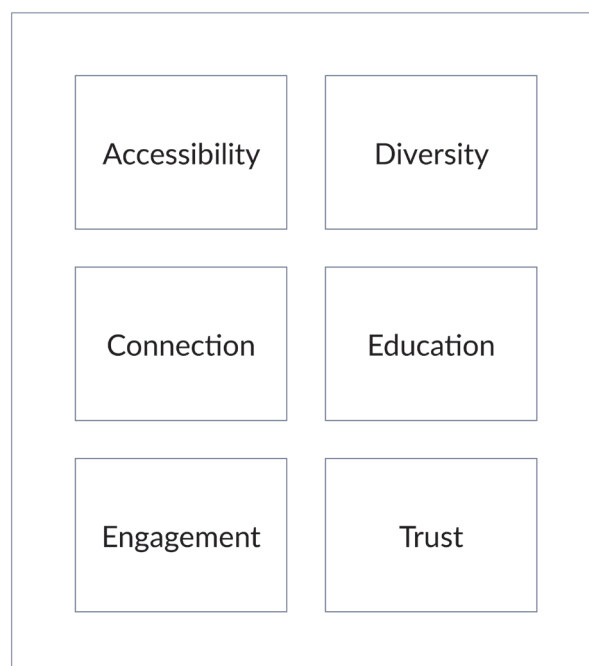 Accessibility
Diversity
Connection
Education
Engagement
Trust